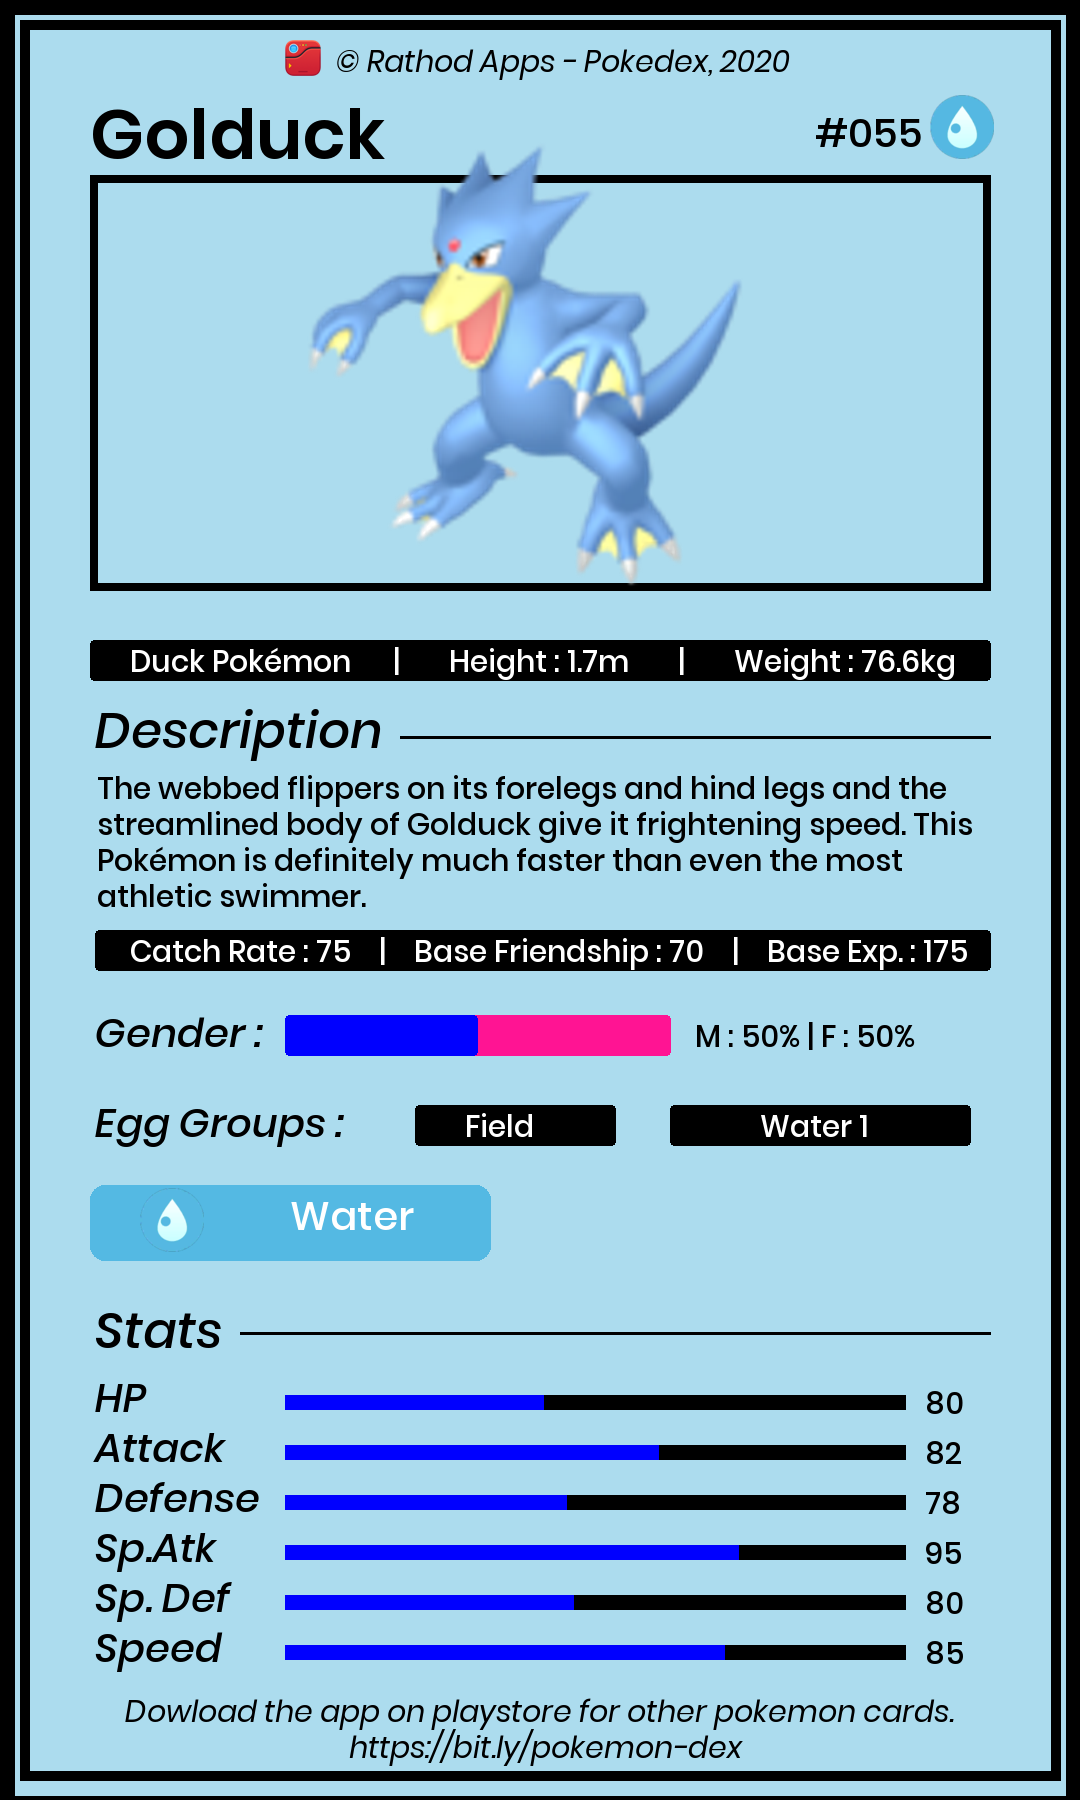 © Rathod Apps - Pokedex, 2020
Golduck
#055
Duck Pokémon | Height : 1.7m | Weight : 76.6kg
Description
The webbed flippers on its forelegs and hind legs and the
streamlined body of Golduck give it frightening speed. This
Pokémon is definitely much faster than even the most
athletic swimmer.
Catch Rate : 75 | Base Friendship : 70 | Base Exp. : 175
Gender : M : 50% | F : 50%
Egg Groups : Field Water 1
Water
Stats
HP 80
Attack 82
Defense 78
Sp.Atk 95
Sp. Def 80
Speed 85
Dowload the app on playstore for other pokemon cards.
https://bit.ly/pokemon-dex